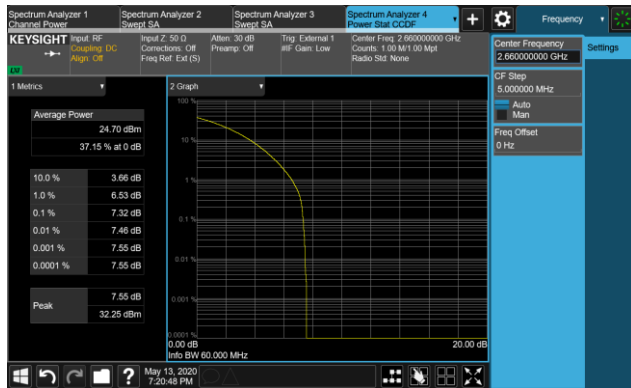 Spectrum Analyzer 1
Channel Power
Spectrum Analyzer 2
Swept SA
Spectrum Analyzer 3
Swept SA
Spectrum Analyzer 4
Power Stat CCDF
Frequency
KEYSIGHT
Input: RF
Coupling: DC
Align: Off
Input Z: 50 Ω
Corrections: Off
Freq Ref: Ext (S)
Atten: 30 dB
Preamp: Off
Trig: External 1
#IF Gain: Low
Center Freq: 2.660000000 GHz
Counts: 1.00 M/1.00 Mpt
Radio Std: None
Center Frequency
2.660000000 GHz
Settings
CF Step
5.000000 MHz
Auto
Man
Freq Offset
0 Hz
1 Metrics
Average Power
24.70 dBm
37.15 % at 0 dB
10.0 % 3.66 dB
1.0 % 6.53 dB
0.1 % 7.32 dB
0.01 % 7.46 dB
0.001 % 7.55 dB
0.0001 % 7.55 dB
Peak
7.55 dB
32.25 dBm
2 Graph
100 %
10 %
1 %
0.1 %
0.01 %
0.001 %
0.0001 %
0.00 dB
20.00 dB
Info BW 60.000 MHz
?
May 13, 2020
7:20:48 PM